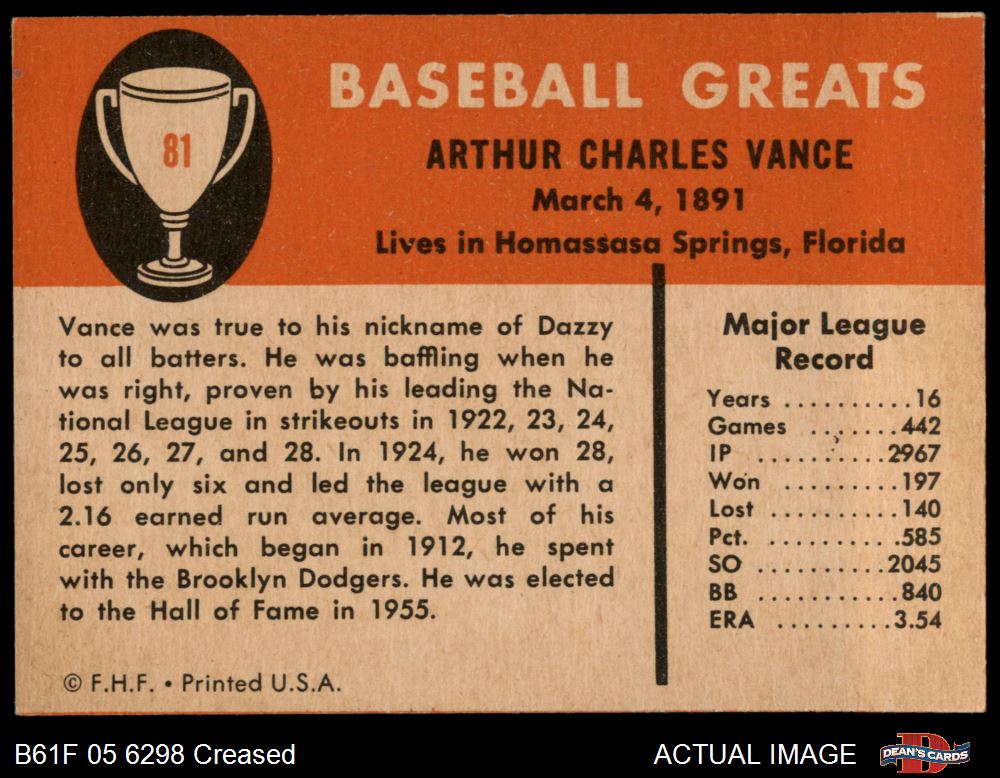 BASEBALL GREATS
81
ARTHUR CHARLES VANCE
March 4, 1891
Lives in Homassasa Springs, Florida
Vance was true to his nickname of Dazzy
to all batters. He was baffling when he
was right, proven by his leading the Na-
tional League in strikeouts in 1922, 23, 24,
25, 26, 27, and 28. In 1924, he won 28,
lost only six and led the league with a
2.16 earned run average. Most of his
career, which began in 1912, he spent
with the Brooklyn Dodgers. He was elected
to the Hall of Fame in 1955.
© F.H.F. • Printed U.S.A.
Major League
Record
Years ..........16
Games .......442
IP ..........2967
Won .........197
Lost ..........140
Pct. ...........585
SO ..........2045
BB ...........840
ERA .........3.54
B61F 05 6298 Creased
ACTUAL IMAGE
DEAN'S CARDS